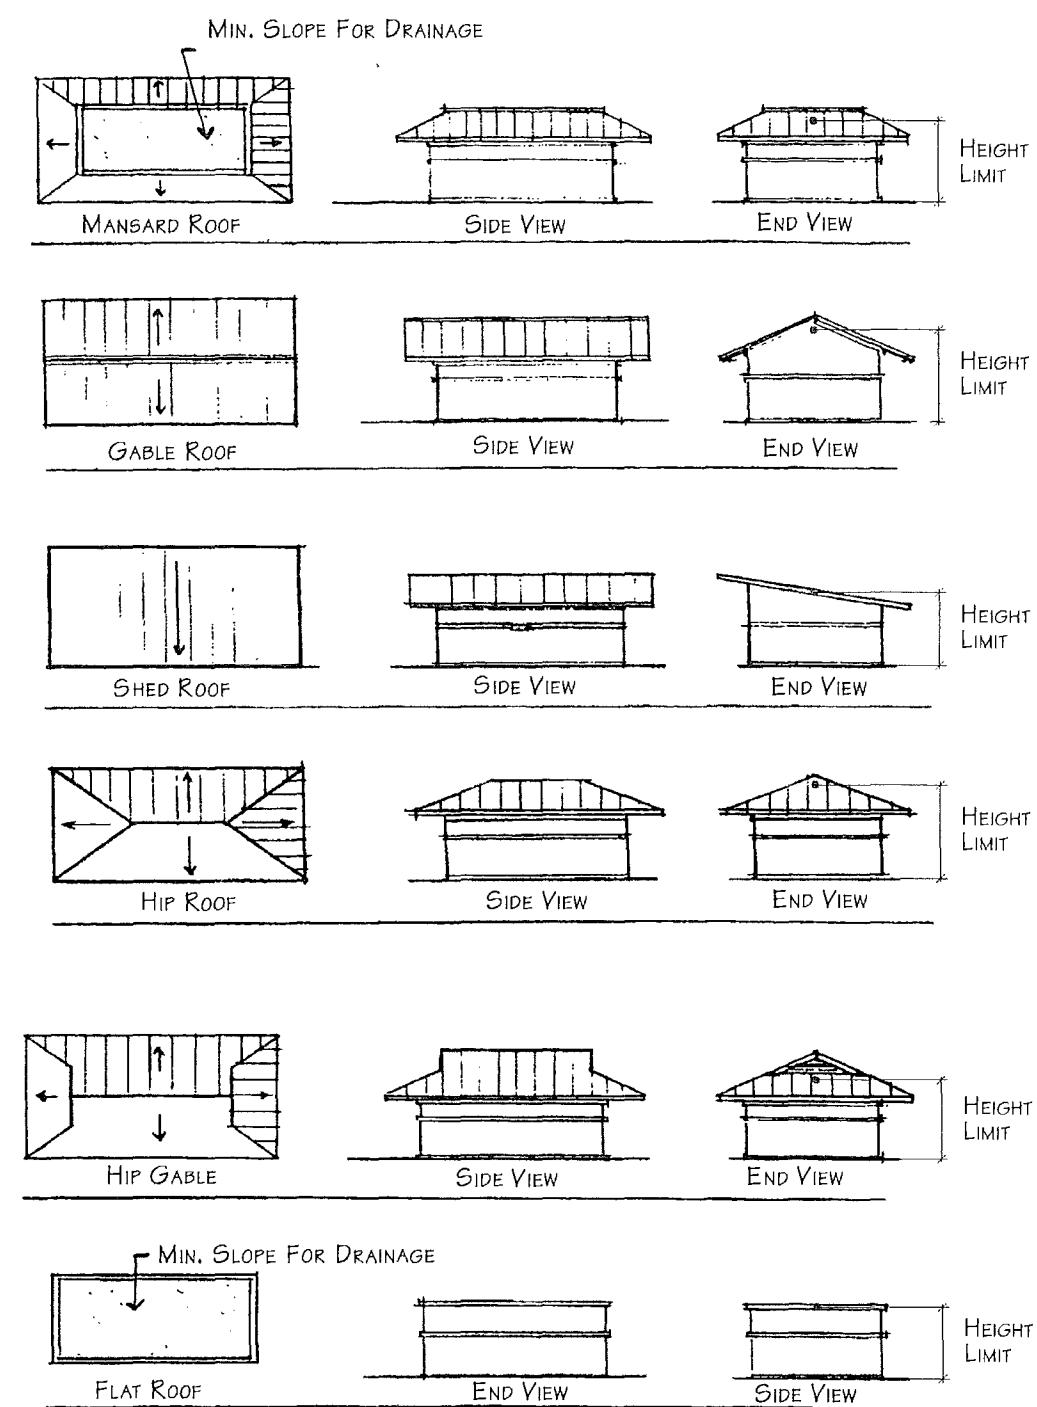 MIN. SLOPE FOR DRAINAGE
HEIGHT
LIMIT
MANSARD ROOF
SIDE VIEW
END VIEW
HEIGHT
LIMIT
GABLE ROOF
SIDE VIEW
END VIEW
HEIGHT
LIMIT
SHED ROOF
SIDE VIEW
END VIEW
HEIGHT
LIMIT
HIP ROOF
SIDE VIEW
END VIEW
HEIGHT
LIMIT
HIP GABLE
SIDE VIEW
END VIEW
MIN. SLOPE FOR DRAINAGE
HEIGHT
LIMIT
FLAT ROOF
END VIEW
SIDE VIEW